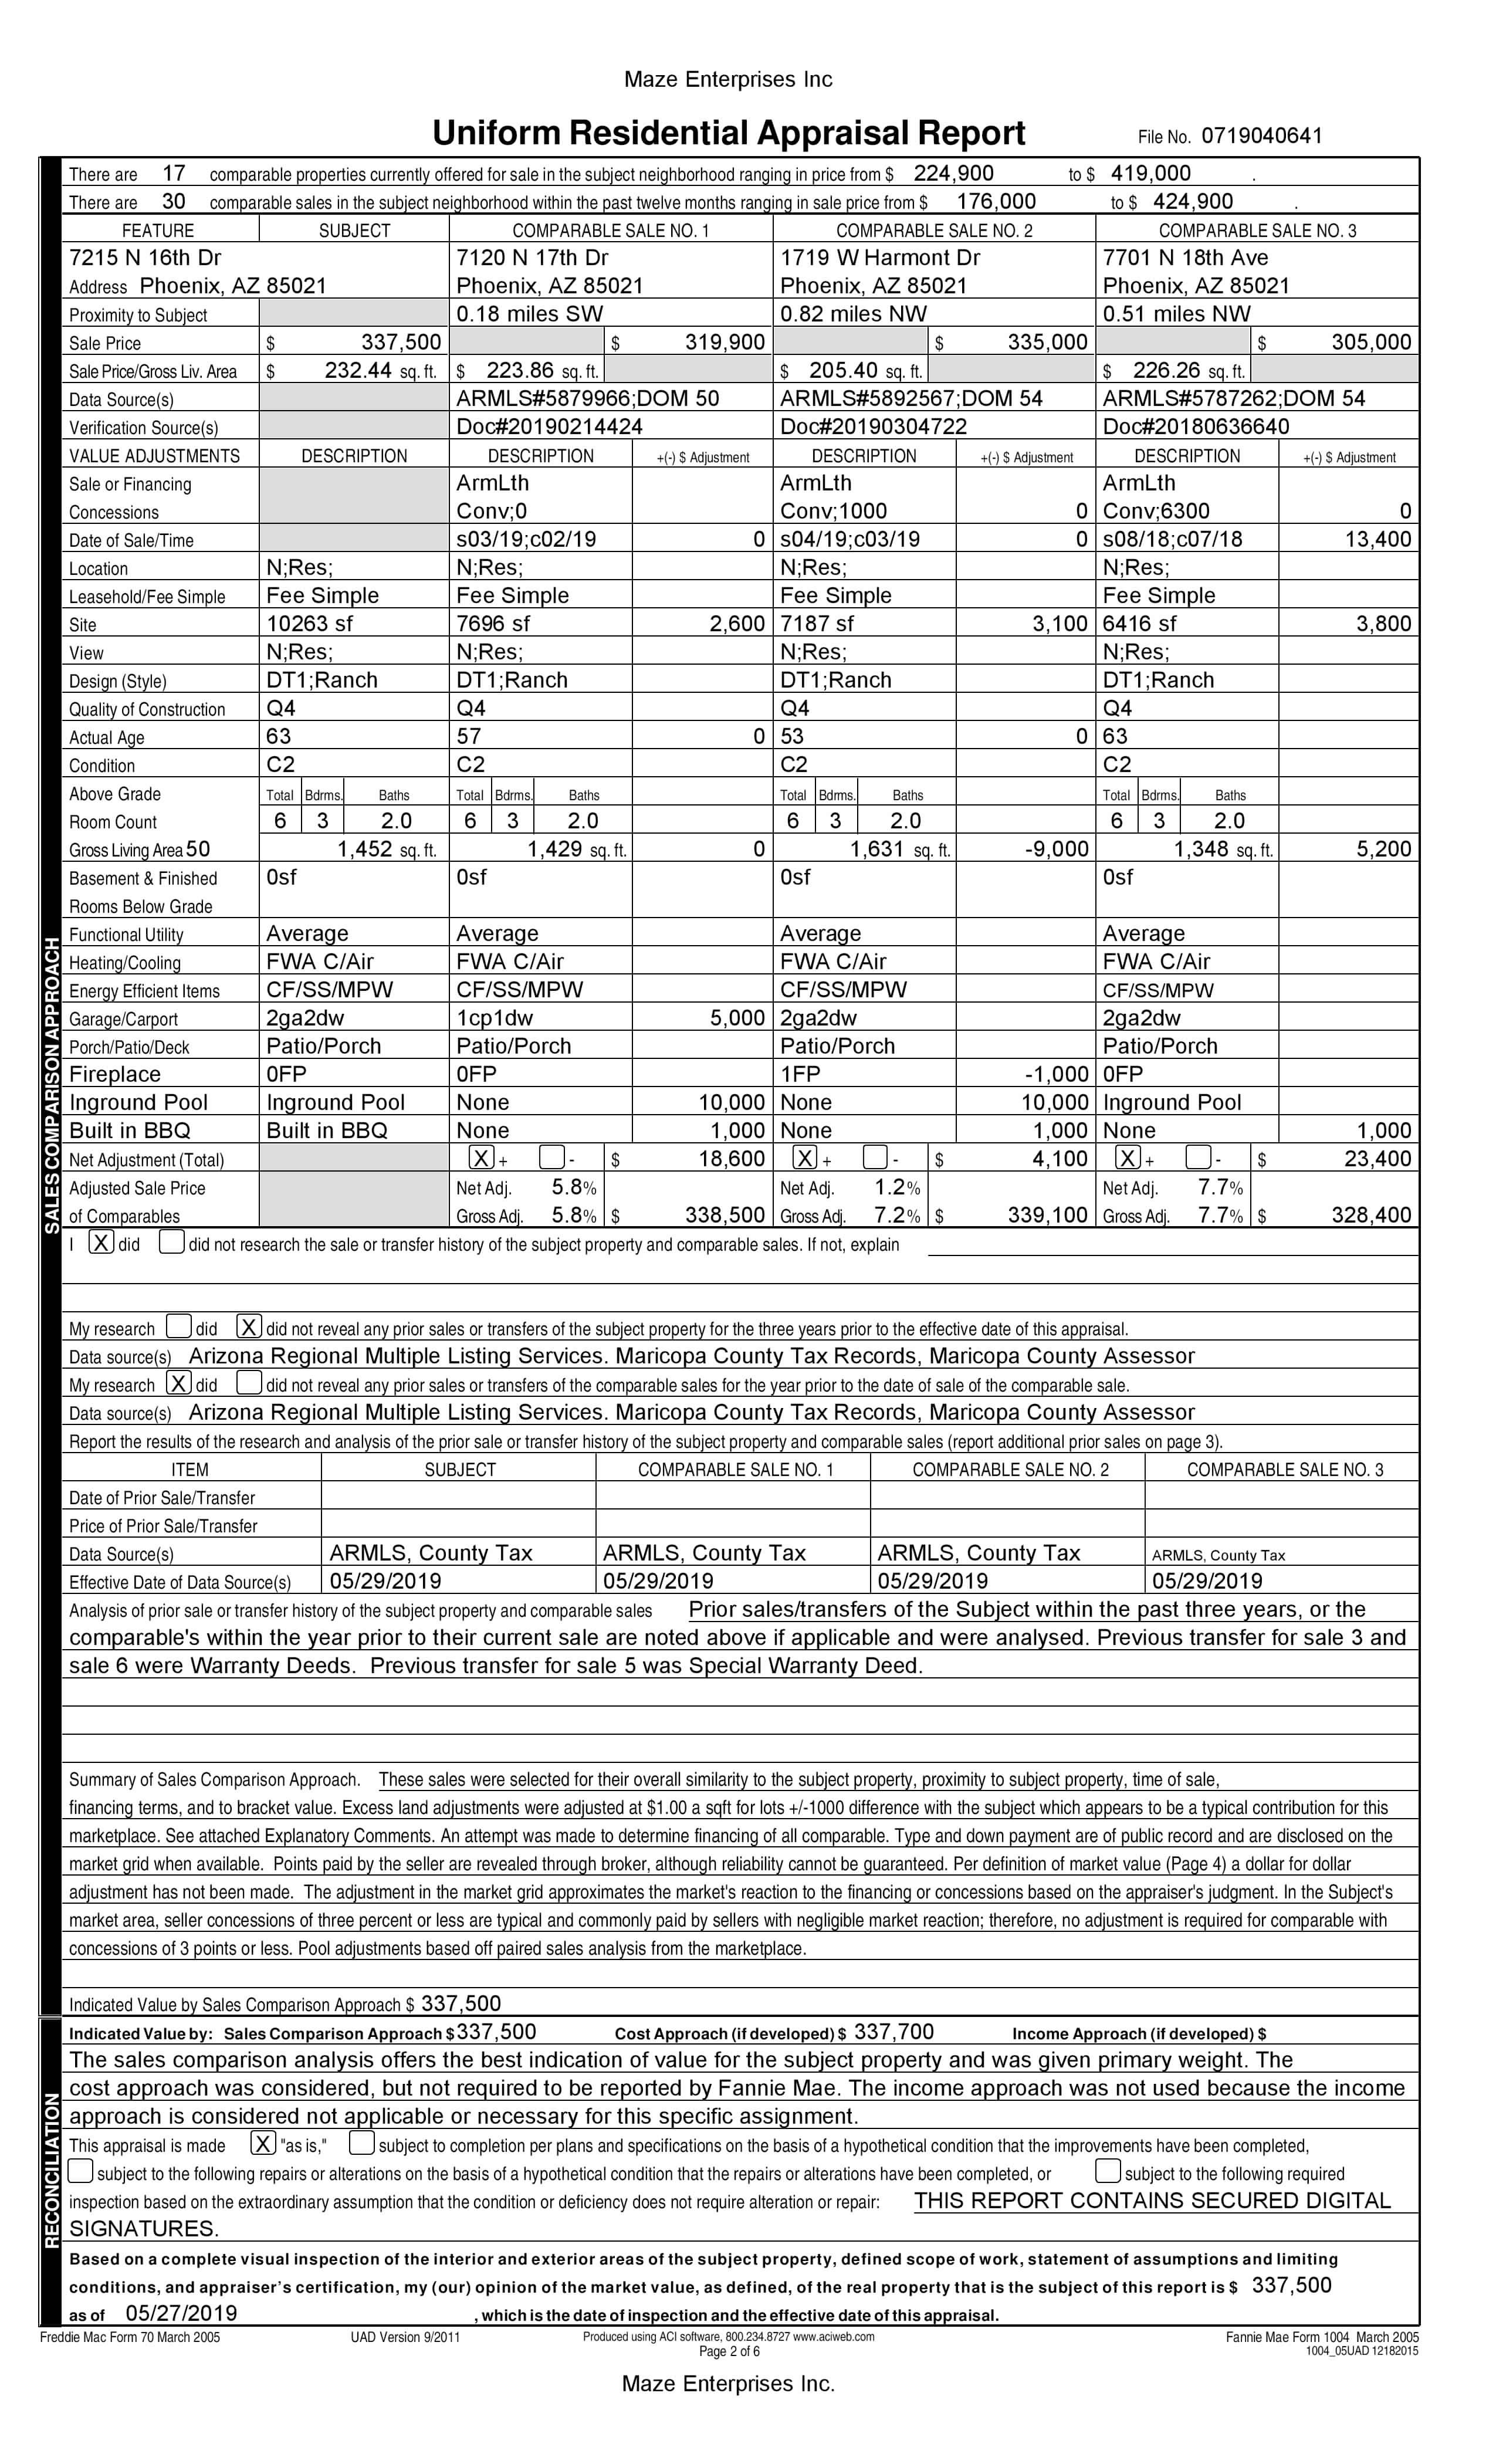 Maze Enterprises Inc
Uniform Residential Appraisal Report File No. 0719040641
There are 17 comparable properties currently offered for sale in the subject neighborhood ranging in price from $ 224,900 to $ 419,000 .
There are 30 comparable sales in the subject neighborhood within the past twelve months ranging in sale price from $ 176,000 to $ 424,900 .
FEATURE SUBJECT COMPARABLE SALE NO. 1 COMPARABLE SALE NO. 2 COMPARABLE SALE NO. 3
7215 N 16th Dr 7120 N 17th Dr 1719 W Harmont Dr 7701 N 18th Ave
Address Phoenix, AZ 85021 Phoenix, AZ 85021 Phoenix, AZ 85021 Phoenix, AZ 85021
Proximity to Subject 0.18 miles SW 0.82 miles NW 0.51 miles NW
Sale Price $ 337,500 $ 319,900 $ 335,000 $ 305,000
Sale Price/Gross Liv. Area $ 232.44 sq. ft. $ 223.86 sq. ft. $ 205.40 sq. ft. $ 226.26 sq. ft.
Data Source(s) ARMLS#5879966;DOM 50 ARMLS#5892567;DOM 54 ARMLS#5787262;DOM 54
Verification Source(s) Doc#20190214424 Doc#20190304722 Doc#20180636640
VALUE ADJUSTMENTS DESCRIPTION DESCRIPTION +(-) $ Adjustment DESCRIPTION +(-) $ Adjustment DESCRIPTION +(-) $ Adjustment
Sale or Financing ArmLth ArmLth ArmLth
Concessions Conv;0 Conv;1000 0 Conv;6300 0
Date of Sale/Time s03/19;c02/19 0 s04/19;c03/19 0 s08/18;c07/18 13,400
Location N;Res; N;Res; N;Res; N;Res;
Leasehold/Fee Simple Fee Simple Fee Simple Fee Simple Fee Simple
Site 10263 sf 7696 sf 2,600 7187 sf 3,100 6416 sf 3,800
View N;Res; N;Res; N;Res; N;Res;
Design (Style) DT1;Ranch DT1;Ranch DT1;Ranch DT1;Ranch
Quality of Construction Q4 Q4 Q4 Q4
Actual Age 63 57 0 53 0 63
Condition C2 C2 C2 C2
Above Grade Total Bdrms. Baths Total Bdrms. Baths Total Bdrms. Baths Total Bdrms. Baths
Room Count 6 3 2.0 6 3 2.0 6 3 2.0 6 3 2.0
Gross Living Area 50 1,452 sq. ft. 1,429 sq. ft. 0 1,631 sq. ft. -9,000 1,348 sq. ft. 5,200
Basement & Finished 0sf 0sf 0sf 0sf
Rooms Below Grade
Functional Utility Average Average Average Average
Heating/Cooling FWA C/Air FWA C/Air FWA C/Air FWA C/Air
Energy Efficient Items CF/SS/MPW CF/SS/MPW CF/SS/MPW CF/SS/MPW
Garage/Carport 2ga2dw 1cp1dw 5,000 2ga2dw 2ga2dw
Porch/Patio/Deck Patio/Porch Patio/Porch Patio/Porch Patio/Porch
Fireplace 0FP 0FP 1FP -1,000 0FP
Inground Pool Inground Pool None 10,000 None 10,000 Inground Pool
Built in BBQ Built in BBQ None 1,000 None 1,000 None 1,000
Net Adjustment (Total) X + - $ 18,600 X + - $ 4,100 X + - $ 23,400
Adjusted Sale Price Net Adj. 5.8% Net Adj. 1.2% Net Adj. 7.7%
of Comparables Gross Adj. 5.8% $ 338,500 Gross Adj. 7.2% $ 339,100 Gross Adj. 7.7% $ 328,400
I X did did not research the sale or transfer history of the subject property and comparable sales. If not, explain
My research did X did not reveal any prior sales or transfers of the subject property for the three years prior to the effective date of this appraisal.
Data source(s) Arizona Regional Multiple Listing Services. Maricopa County Tax Records, Maricopa County Assessor
My research X did did not reveal any prior sales or transfers of the comparable sales for the year prior to the date of sale of the comparable sale.
Data source(s) Arizona Regional Multiple Listing Services. Maricopa County Tax Records, Maricopa County Assessor
Report the results of the research and analysis of the prior sale or transfer history of the subject property and comparable sales (report additional prior sales on page 3).
ITEM SUBJECT COMPARABLE SALE NO. 1 COMPARABLE SALE NO. 2 COMPARABLE SALE NO. 3
Date of Prior Sale/Transfer
Price of Prior Sale/Transfer
Data Source(s) ARMLS, County Tax ARMLS, County Tax ARMLS, County Tax ARMLS, County Tax
Effective Date of Data Source(s) 05/29/2019 05/29/2019 05/29/2019 05/29/2019
Analysis of prior sale or transfer history of the subject property and comparable sales Prior sales/transfers of the Subject within the past three years, or the
comparable's within the year prior to their current sale are noted above if applicable and were analysed. Previous transfer for sale 3 and
sale 6 were Warranty Deeds. Previous transfer for sale 5 was Special Warranty Deed.
Summary of Sales Comparison Approach. These sales were selected for their overall similarity to the subject property, proximity to subject property, time of sale,
financing terms, and to bracket value. Excess land adjustments were adjusted at $1.00 a sqft for lots +/-1000 difference with the subject which appears to be a typical contribution for this
marketplace. See attached Explanatory Comments. An attempt was made to determine financing of all comparable. Type and down payment are of public record and are disclosed on the
market grid when available. Points paid by the seller are revealed through broker, although reliability cannot be guaranteed. Per definition of market value (Page 4) a dollar for dollar
adjustment has not been made. The adjustment in the market grid approximates the market's reaction to the financing or concessions based on the appraiser's judgment. In the Subject's
market area, seller concessions of three percent or less are typical and commonly paid by sellers with negligible market reaction; therefore, no adjustment is required for comparable with
concessions of 3 points or less. Pool adjustments based off paired sales analysis from the marketplace.
Indicated Value by Sales Comparison Approach $ 337,500
SALES COMPARISON APPROACH
Indicated Value by: Sales Comparison Approach $ 337,500 Cost Approach (if developed) $ 337,700 Income Approach (if developed) $
The sales comparison analysis offers the best indication of value for the subject property and was given primary weight. The
cost approach was considered, but not required to be reported by Fannie Mae. The income approach was not used because the income
approach is considered not applicable or necessary for this specific assignment.
This appraisal is made X "as is," subject to completion per plans and specifications on the basis of a hypothetical condition that the improvements have been completed,
subject to the following repairs or alterations on the basis of a hypothetical condition that the repairs or alterations have been completed, or subject to the following required
inspection based on the extraordinary assumption that the condition or deficiency does not require alteration or repair: THIS REPORT CONTAINS SECURED DIGITAL
SIGNATURES.
Based on a complete visual inspection of the interior and exterior areas of the subject property, defined scope of work, statement of assumptions and limiting
conditions, and appraiser's certification, my (our) opinion of the market value, as defined, of the real property that is the subject of this report is $ 337,500
as of 05/27/2019 , which is the date of inspection and the effective date of this appraisal.
RECONCILIATION
Freddie Mac Form 70 March 2005 UAD Version 9/2011 Produced using ACI software, 800.234.8727 www.aciweb.com Fannie Mae Form 1004 March 2005
Page 2 of 6 1004_05UAD 12182015
Maze Enterprises Inc.